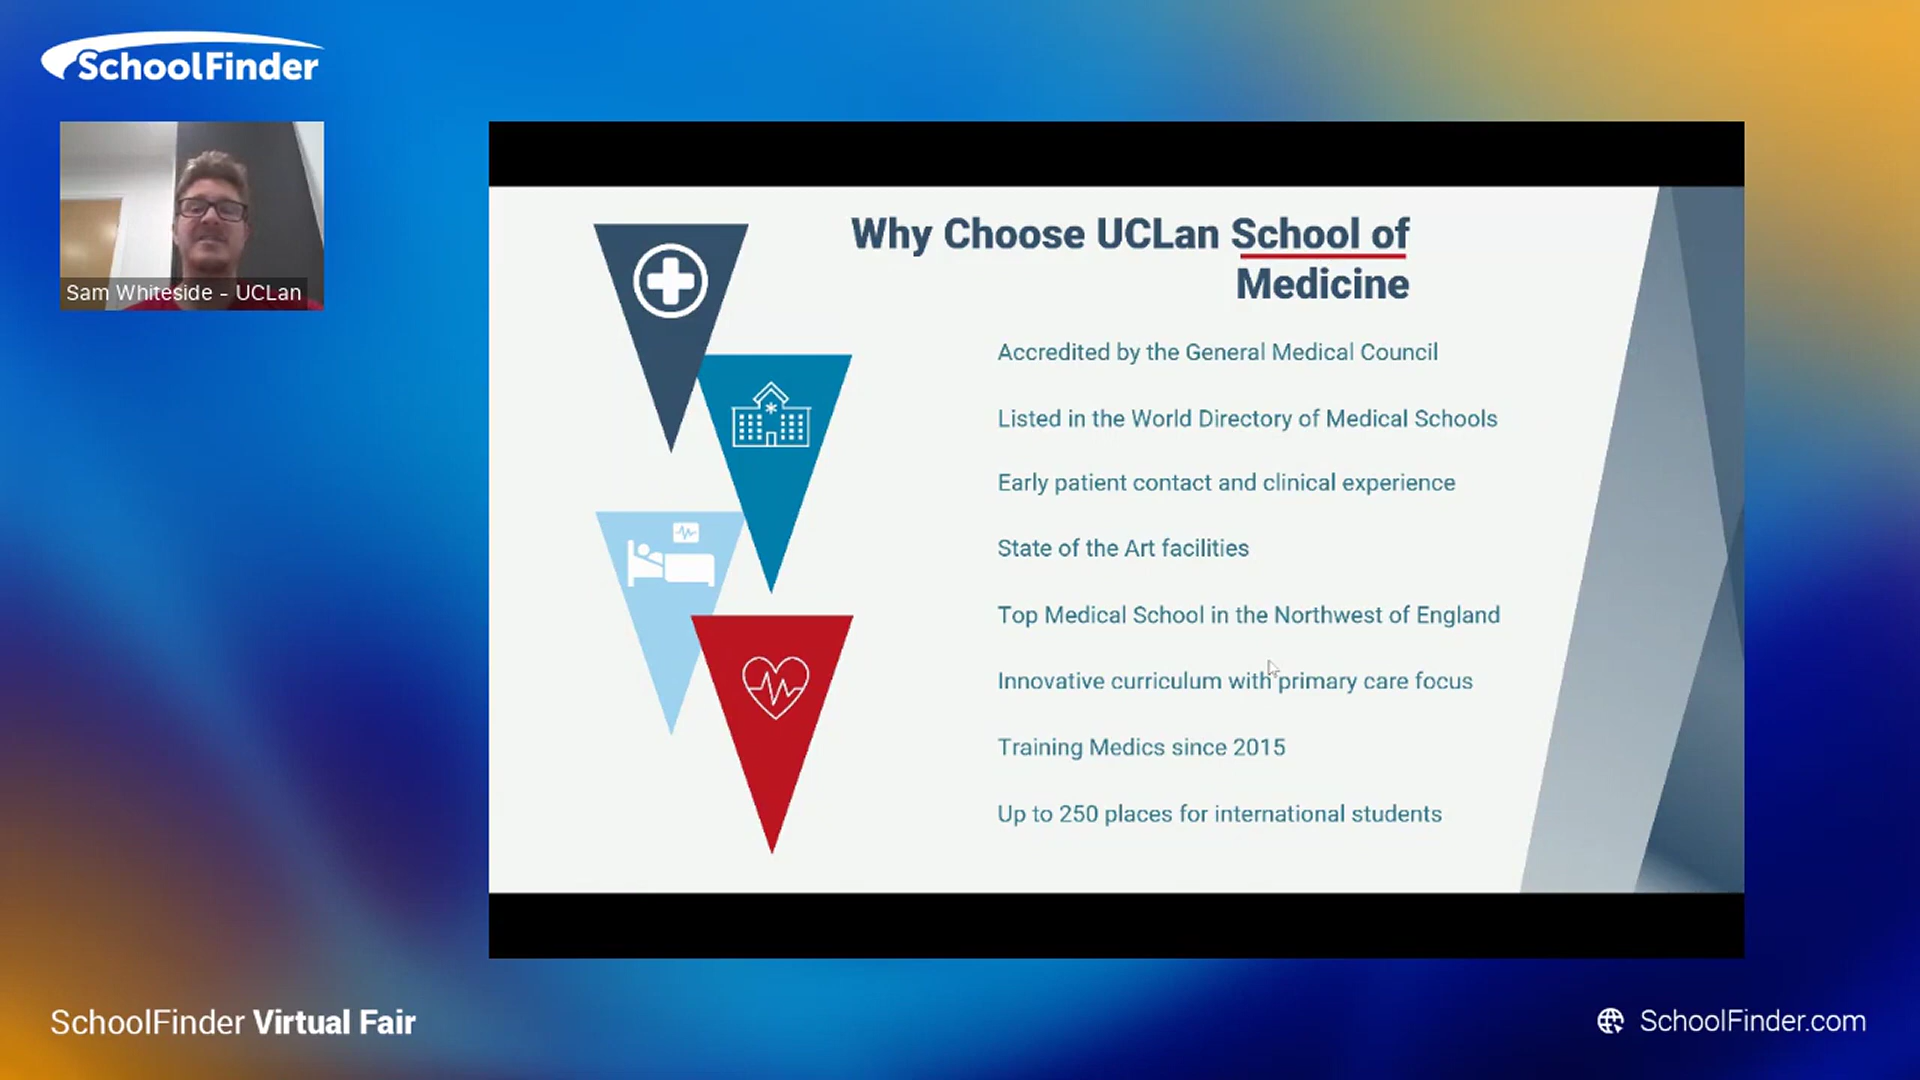 SchoolFinder
Sam Whiteside - UCLan
Why Choose UCLan School of
Medicine
Accredited by the General Medical Council
Listed in the World Directory of Medical Schools
Early patient contact and clinical experience
State of the Art facilities
Top Medical School in the Northwest of England
Innovative curriculum with primary care focus
Training Medics since 2015
Up to 250 places for international students
SchoolFinder Virtual Fair
SchoolFinder.com